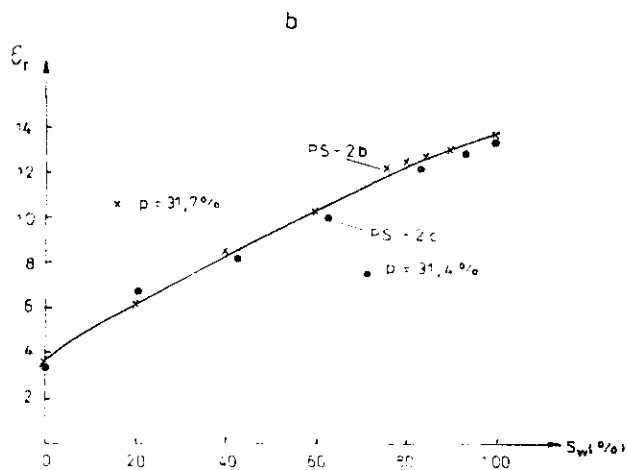 b
εr
14
12
10
8
6
4
2
PS - 2b
x p = 31,7%
PS - 2c
• p = 31,4%
0 20 40 60 80 100
Sw(%)